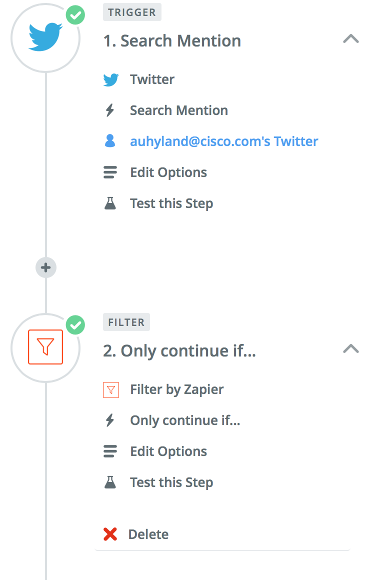 TRIGGER
1. Search Mention
Twitter
Search Mention
auhyland@cisco.com's Twitter
Edit Options
Test this Step
FILTER
2. Only continue if...
Filter by Zapier
Only continue if...
Edit Options
Test this Step
Delete